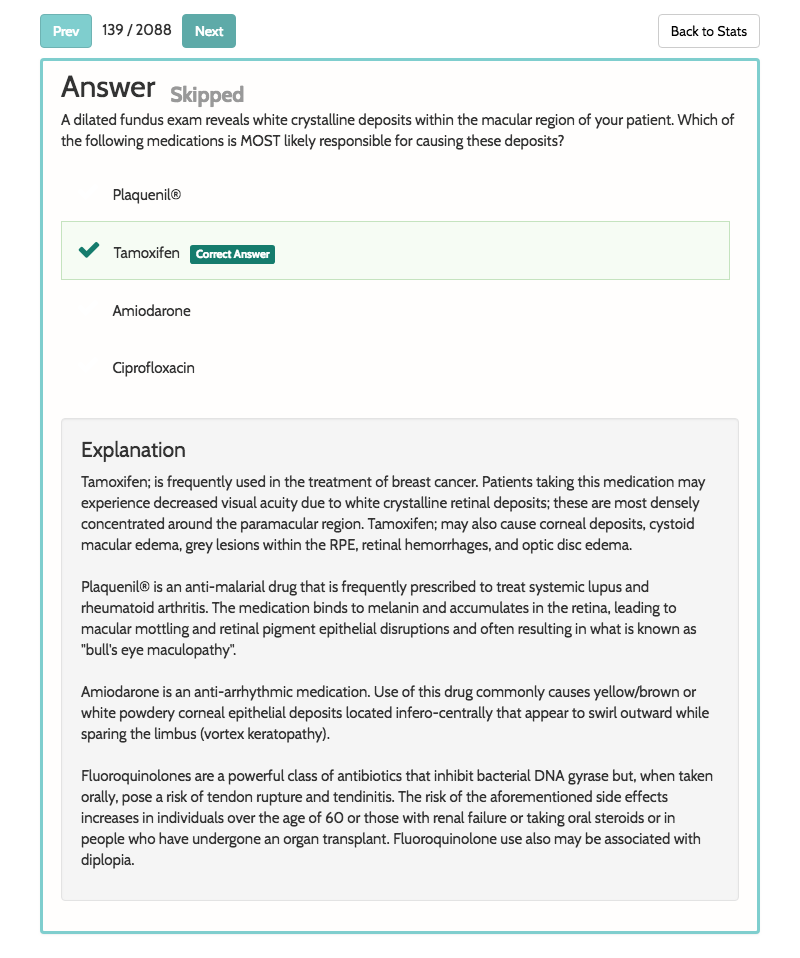 Prev 139 / 2088 Next Back to Stats
Answer Skipped
A dilated fundus exam reveals white crystalline deposits within the macular region of your patient. Which of
the following medications is MOST likely responsible for causing these deposits?
Plaquenil®
Tamoxifen Correct Answer
Amiodarone
Ciprofloxacin
Explanation
Tamoxifen; is frequently used in the treatment of breast cancer. Patients taking this medication may
experience decreased visual acuity due to white crystalline retinal deposits; these are most densely
concentrated around the paramacular region. Tamoxifen; may also cause corneal deposits, cystoid
macular edema, grey lesions within the RPE, retinal hemorrhages, and optic disc edema.
Plaquenil® is an anti-malarial drug that is frequently prescribed to treat systemic lupus and
rheumatoid arthritis. The medication binds to melanin and accumulates in the retina, leading to
macular mottling and retinal pigment epithelial disruptions and often resulting in what is known as
"bull's eye maculopathy".
Amiodarone is an anti-arrhythmic medication. Use of this drug commonly causes yellow/brown or
white powdery corneal epithelial deposits located infero-centrally that appear to swirl outward while
sparing the limbus (vortex keratopathy).
Fluoroquinolones are a powerful class of antibiotics that inhibit bacterial DNA gyrase but, when taken
orally, pose a risk of tendon rupture and tendinitis. The risk of the aforementioned side effects
increases in individuals over the age of 60 or those with renal failure or taking oral steroids or in
people who have undergone an organ transplant. Fluoroquinolone use also may be associated with
diplopia.